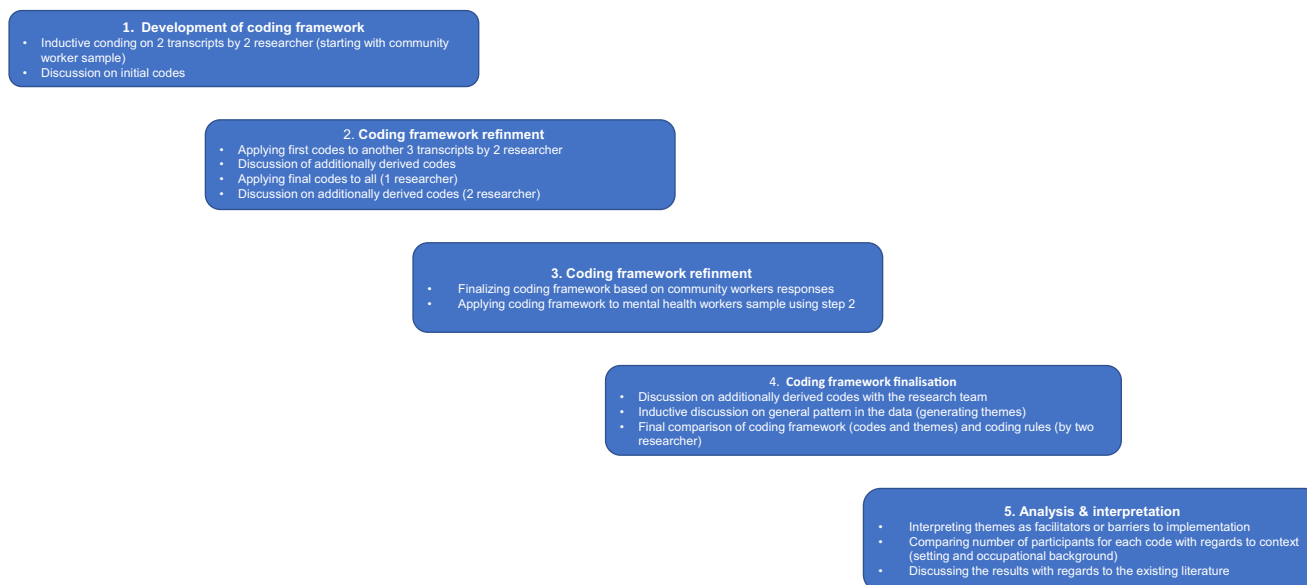 1. Development of coding framework
• Inductive conding on 2 transcripts by 2 researcher (starting with community
worker sample)
• Discussion on initial codes
2. Coding framework refinment
• Applying first codes to another 3 transcripts by 2 researcher
• Discussion of additionally derived codes
• Applying final codes to all (1 researcher)
• Discussion on additionally derived codes (2 researcher)
3. Coding framework refinment
• Finalizing coding framework based on community workers responses
• Applying coding framework to mental health workers sample using step 2
4. Coding framework finalisation
• Discussion on additionally derived codes with the research team
• Inductive discussion on general pattern in the data (generating themes)
• Final comparison of coding framework (codes and themes) and coding rules (by two
researcher)
5. Analysis & interpretation
• Interpreting themes as facilitators or barriers to implementation
• Comparing number of participants for each code with regards to context
(setting and occupational background)
• Discussing the results with regards to the existing literature